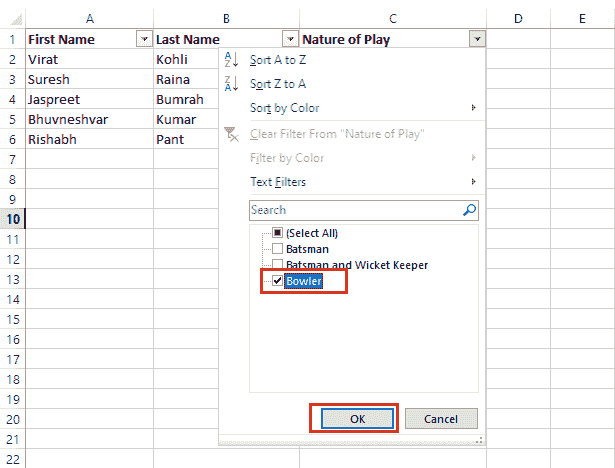 A B C D E
1 First Name Last Name Nature of Play
2 Virat Kohli
3 Suresh Raina
4 Jaspreet Bumrah
5 Bhuvneshvar Kumar
6 Rishabh Pant
7
8
9
10
11
12
13
14
15
16
17
18
19
20
21
22
Sort A to Z
Sort Z to A
Sort by Color
Clear Filter From "Nature of Play"
Filter by Color
Text Filters
Search
(Select All)
Batsman
Batsman and Wicket Keeper
Bowler
OK Cancel